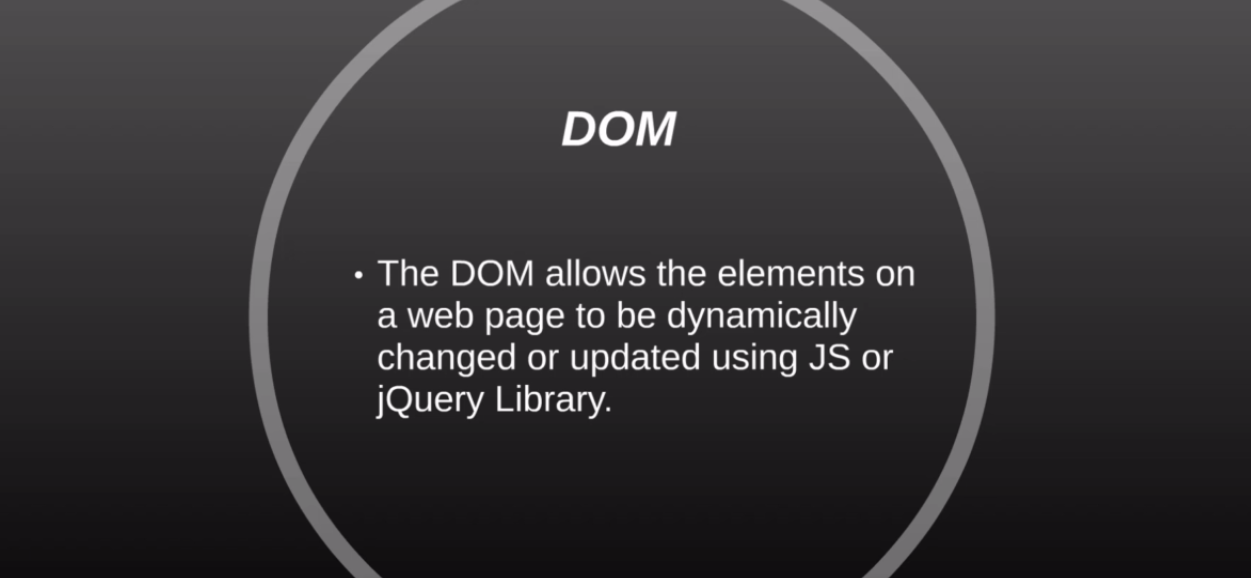 DOM
• The DOM allows the elements on
a web page to be dynamically
changed or updated using JS or
jQuery Library.